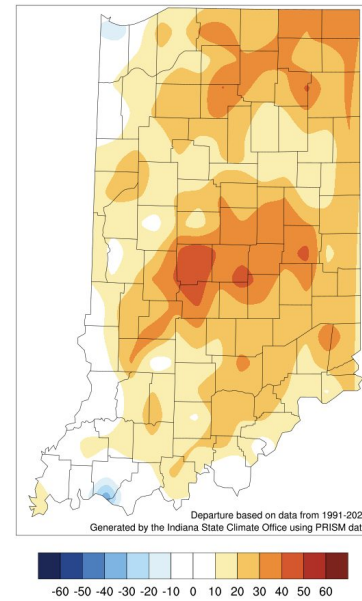 Departure based on data from 1991-202
Generated by the Indiana State Climate Office using PRISM dat
-60 -50 -40 -30 -20 -10 0 10 20 30 40 50 60